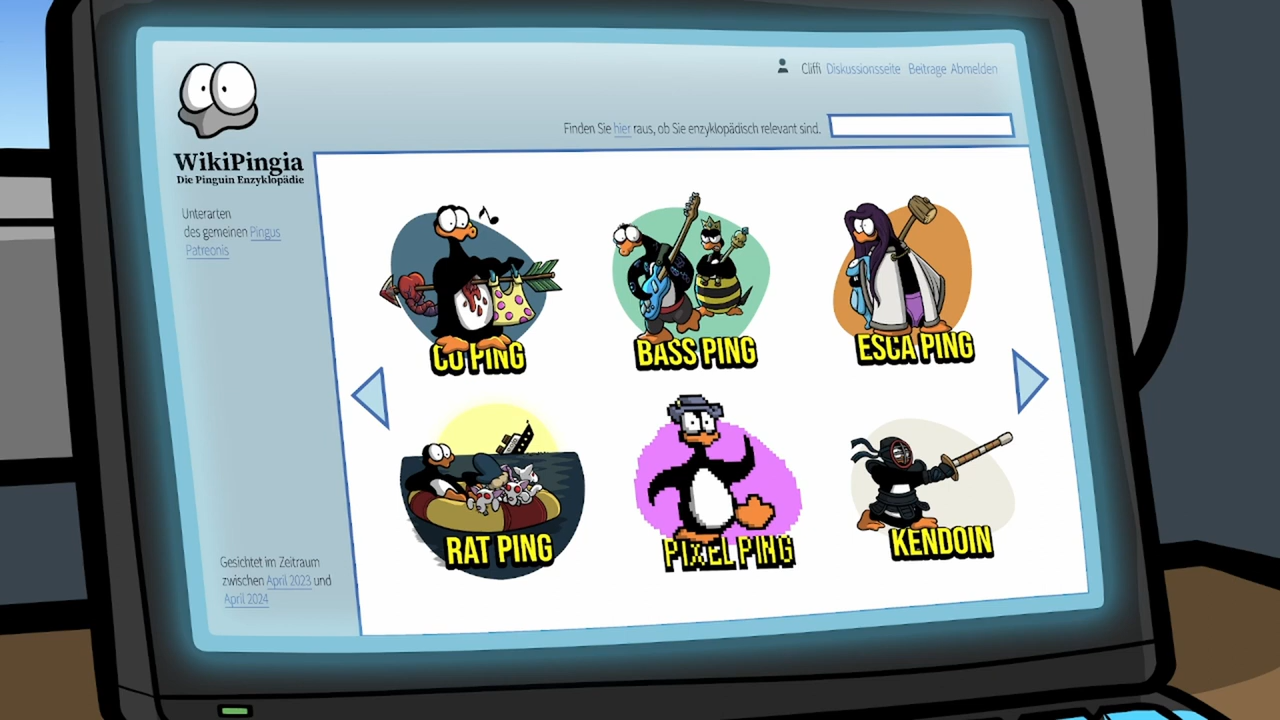 Cliffi Diskussionsseite Beitrage Abmelden
Finden Sie hier raus, ob Sie enzyklopädisch relevant sind.
WikiPingia
Die Pinguin Enzyklopädie
Unterarten
des gemeinen Pingus
Patreonis
CO PING
BASS PING
ESCA PING
RAT PING
PIXEL PING
KENDOIN
Gesichtet im Zeitraum
zwischen April 2023 und
April 2024